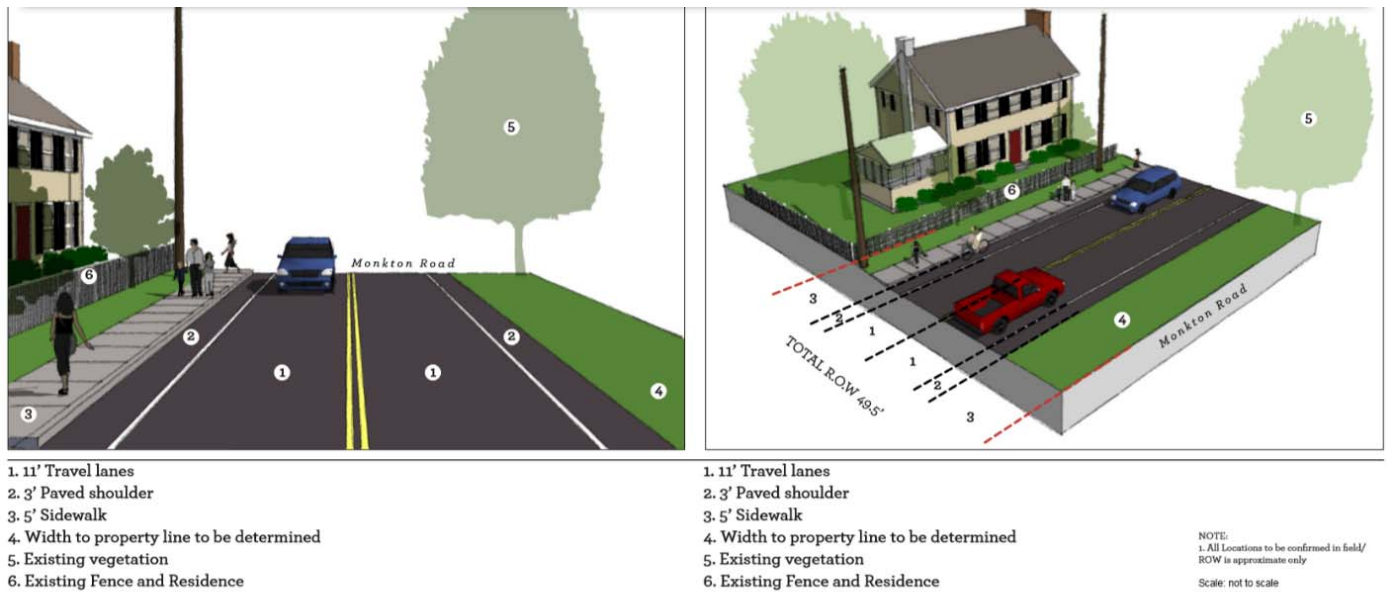 5
6
Monkton Road
2
2
1
1
4
3
1. 11' Travel lanes
2. 3' Paved shoulder
3. 5' Sidewalk
4. Width to property line to be determined
5. Existing vegetation
6. Existing Fence and Residence
5
6
4
Monkton Road
3
2
1
1
2
3
TOTAL R.O.W 49.5'
1. 11' Travel lanes
2. 3' Paved shoulder
3. 5' Sidewalk
4. Width to property line to be determined
5. Existing vegetation
6. Existing Fence and Residence
NOTE:
1. All Locations to be confirmed in field/
ROW is approximate only
Scale: not to scale